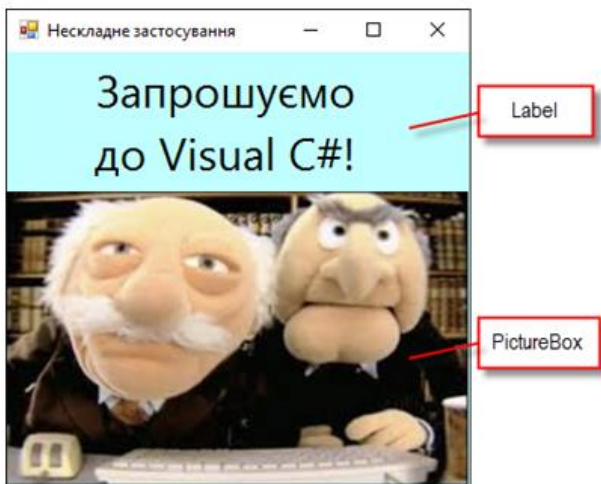 Нескладне застосування
Запрошуємо
до Visual C#!
Label
PictureBox